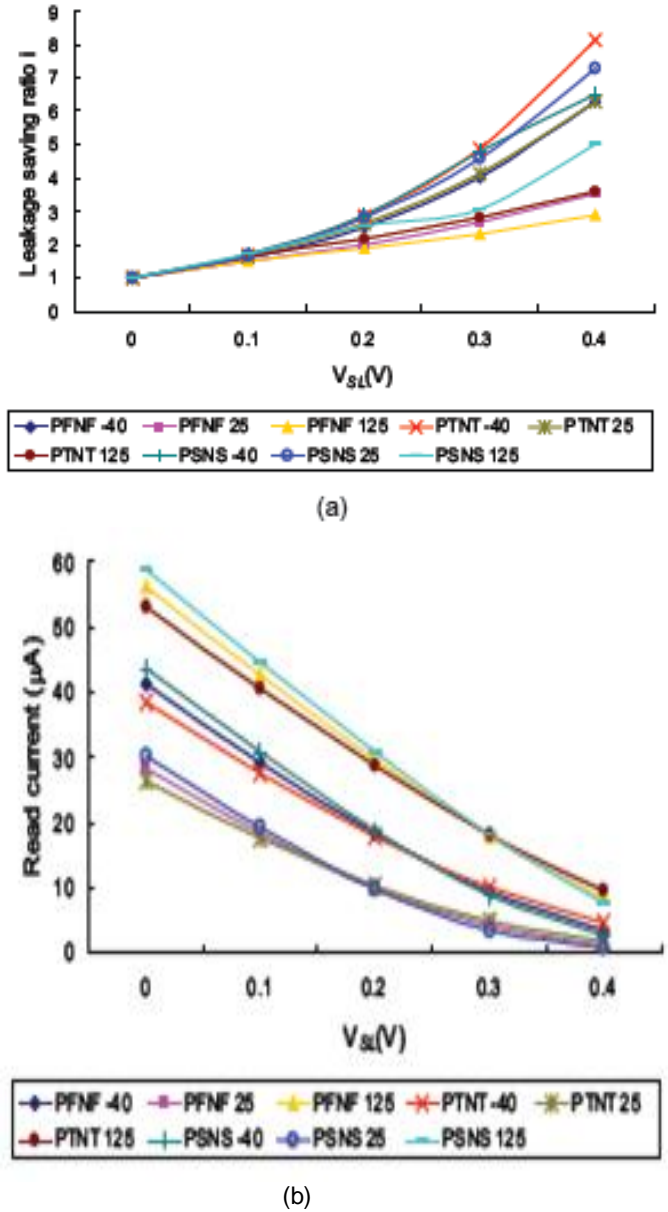 Leakage saving ratio i
9
8
7
6
5
4
3
2
1
0
0 0.1 0.2 0.3 0.4
VSL(V)
PFNF -40 PFNF 25 PFNF 125 PTNT -40 PTNT 25
PTNT 125 PSNS -40 PSNS 25 PSNS 125
(a)
Read current (μA)
60
50
40
30
20
10
0
0 0.1 0.2 0.3 0.4
VSL(V)
PFNF -40 PFNF 25 PFNF 125 PTNT -40 PTNT 25
PTNT 125 PSNS -40 PSNS 25 PSNS 125
(b)